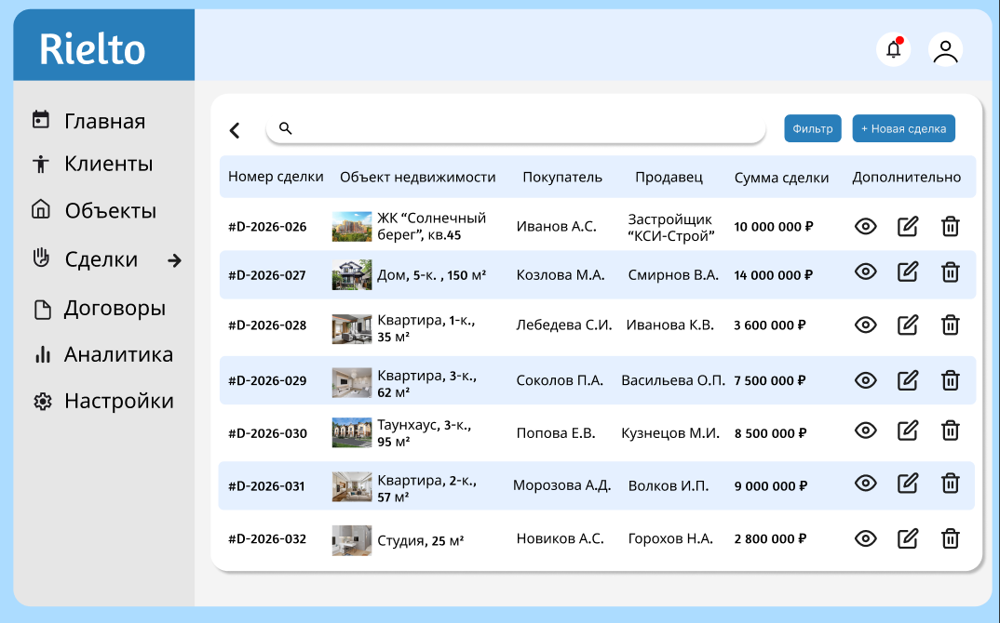 Rielto
Главная
Клиенты
Объекты
Сделки
Договоры
Аналитика
Настройки
Фильтр
+ Новая сделка
Номер сделки Объект недвижимости Покупатель Продавец Сумма сделки Дополнительно
#D-2026-026 ЖК “Солнечный Иванов А.С. Застройщик 10 000 000 ₽
берег”, кв.45 “КСИ-Строй”
#D-2026-027 Дом, 5-к. , 150 м² Козлова М.А. Смирнов В.А. 14 000 000 ₽
#D-2026-028 Квартира, 1-к., Лебедева С.И. Иванова К.В. 3 600 000 ₽
35 м²
#D-2026-029 Квартира, 3-к., Соколов П.А. Васильева О.П. 7 500 000 ₽
62 м²
#D-2026-030 Таунхаус, 3-к., Попова Е.В. Кузнецов М.И. 8 500 000 ₽
95 м²
#D-2026-031 Квартира, 2-к., Морозова А.Д. Волков И.П. 9 000 000 ₽
57 м²
#D-2026-032 Студия, 25 м² Новиков А.С. Горохов Н.А. 2 800 000 ₽